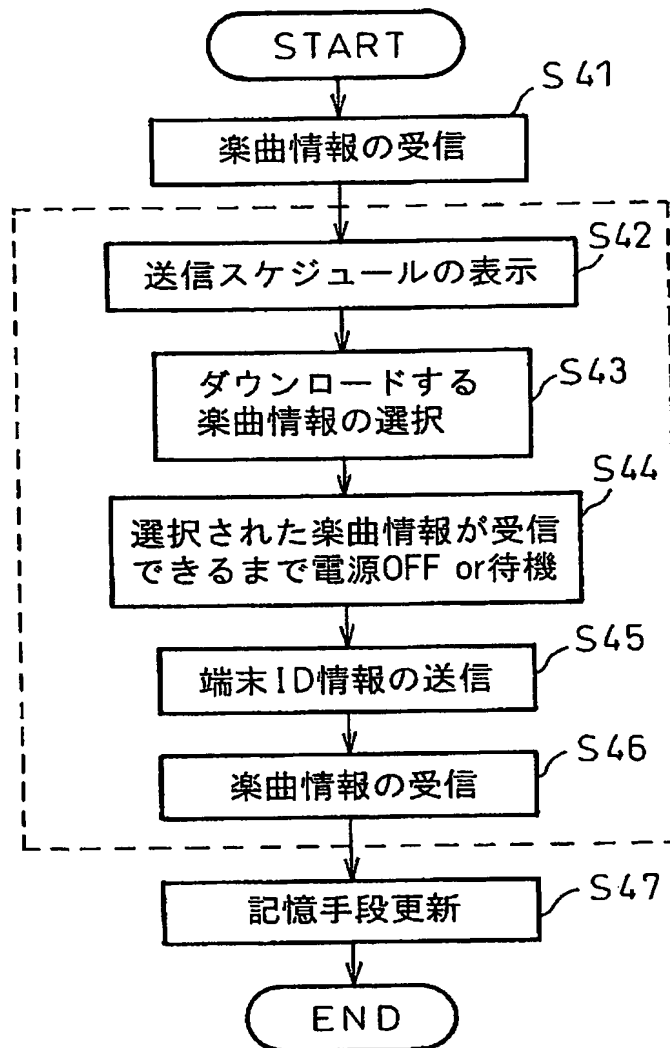 START
S41
楽曲情報の受信
S42
送信スケジュールの表示
S43
ダウンロードする
楽曲情報の選択
S44
選択された楽曲情報が受信
できるまで電源OFF or待機
S45
端末ID情報の送信
S46
楽曲情報の受信
S47
記憶手段更新
END